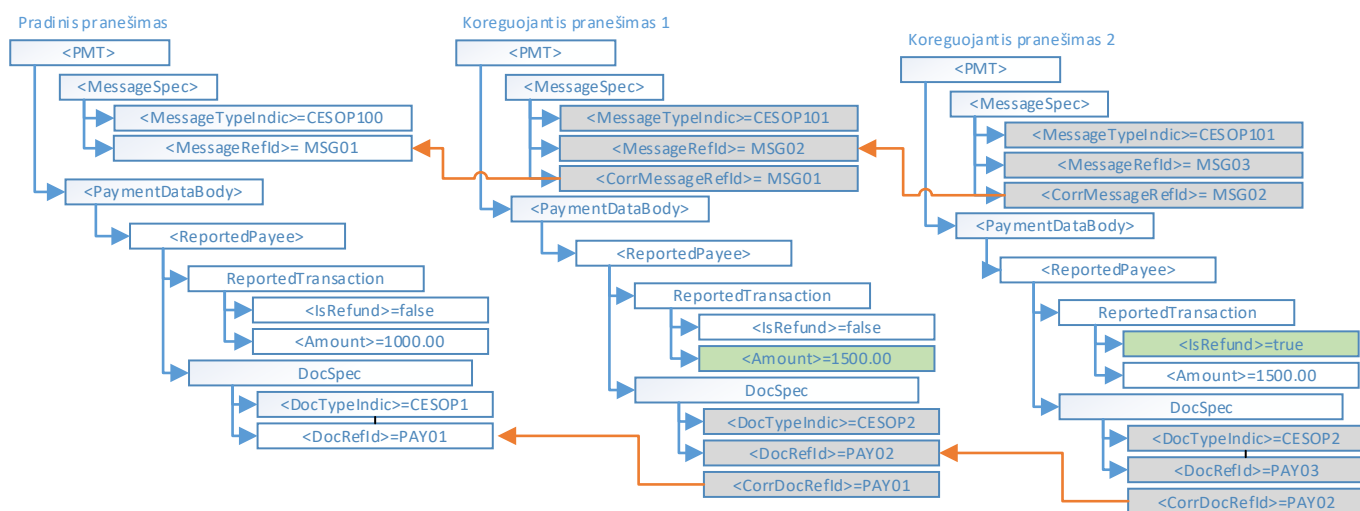 Pradinis pranešimas
<PMT>
<MessageSpec>
<MessageTypeIndic>=CESOP100
<MessageRefId>= MSG01
<PaymentDataBody>
<ReportedPayee>
ReportedTransaction
<IsRefund>=false
<Amount>=1000.00
DocSpec
<DocTypeIndic>=CESOP1
<DocRefId>=PAY01
Koreguojantis pranešimas 1
<PMT>
<MessageSpec>
<MessageTypeIndic>=CESOP101
<MessageRefId>= MSG02
<CorrMessageRefId>= MSG01
<PaymentDataBody>
<ReportedPayee>
ReportedTransaction
<IsRefund>=false
<Amount>=1500.00
DocSpec
<DocTypeIndic>=CESOP2
<DocRefId>=PAY02
<CorrDocRefId>=PAY01
Koreguojantis pranešimas 2
<PMT>
<MessageSpec>
<MessageTypeIndic>=CESOP101
<MessageRefId>= MSG03
<CorrMessageRefId>= MSG02
<PaymentDataBody>
<ReportedPayee>
ReportedTransaction
<IsRefund>=true
<Amount>=1500.00
DocSpec
<DocTypeIndic>=CESOP2
<DocRefId>=PAY03
<CorrDocRefId>=PAY02